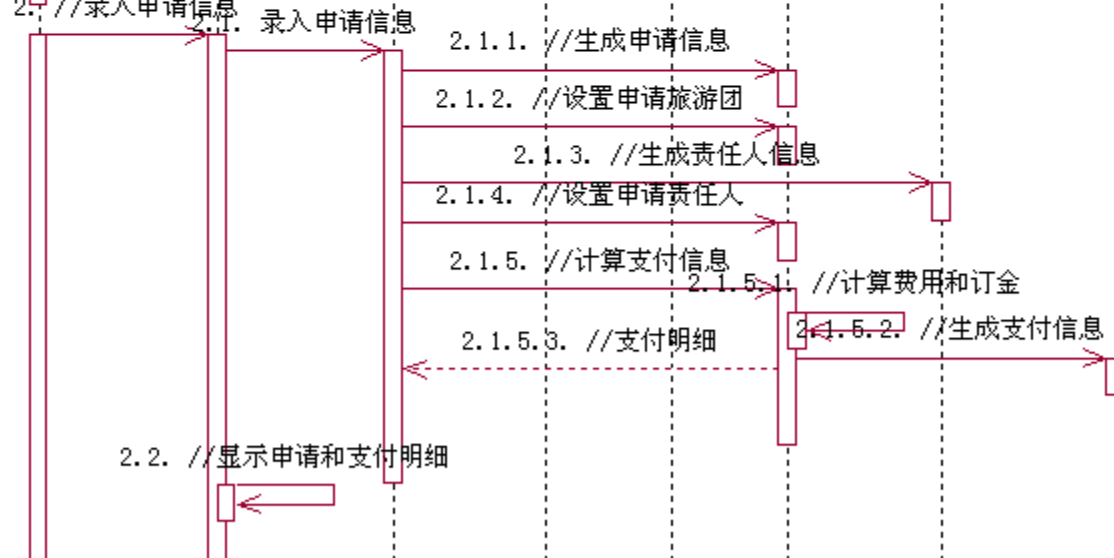 2. //录入申请信息
2.1. 录入申请信息
2.1.1. //生成申请信息
2.1.2. //设置申请旅游团
2.1.3. //生成责任人信息
2.1.4. //设置申请责任人
2.1.5. //计算支付信息
2.1.5.1. //计算费用和订金
2.1.5.2. //生成支付信息
2.1.5.3. //支付明细
2.2. //显示申请和支付明细